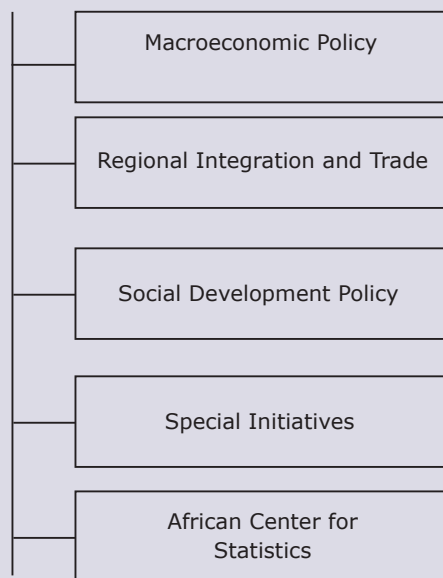 Macroeconomic Policy
Regional Integration and Trade
Social Development Policy
Special Initiatives
African Center for
Statistics